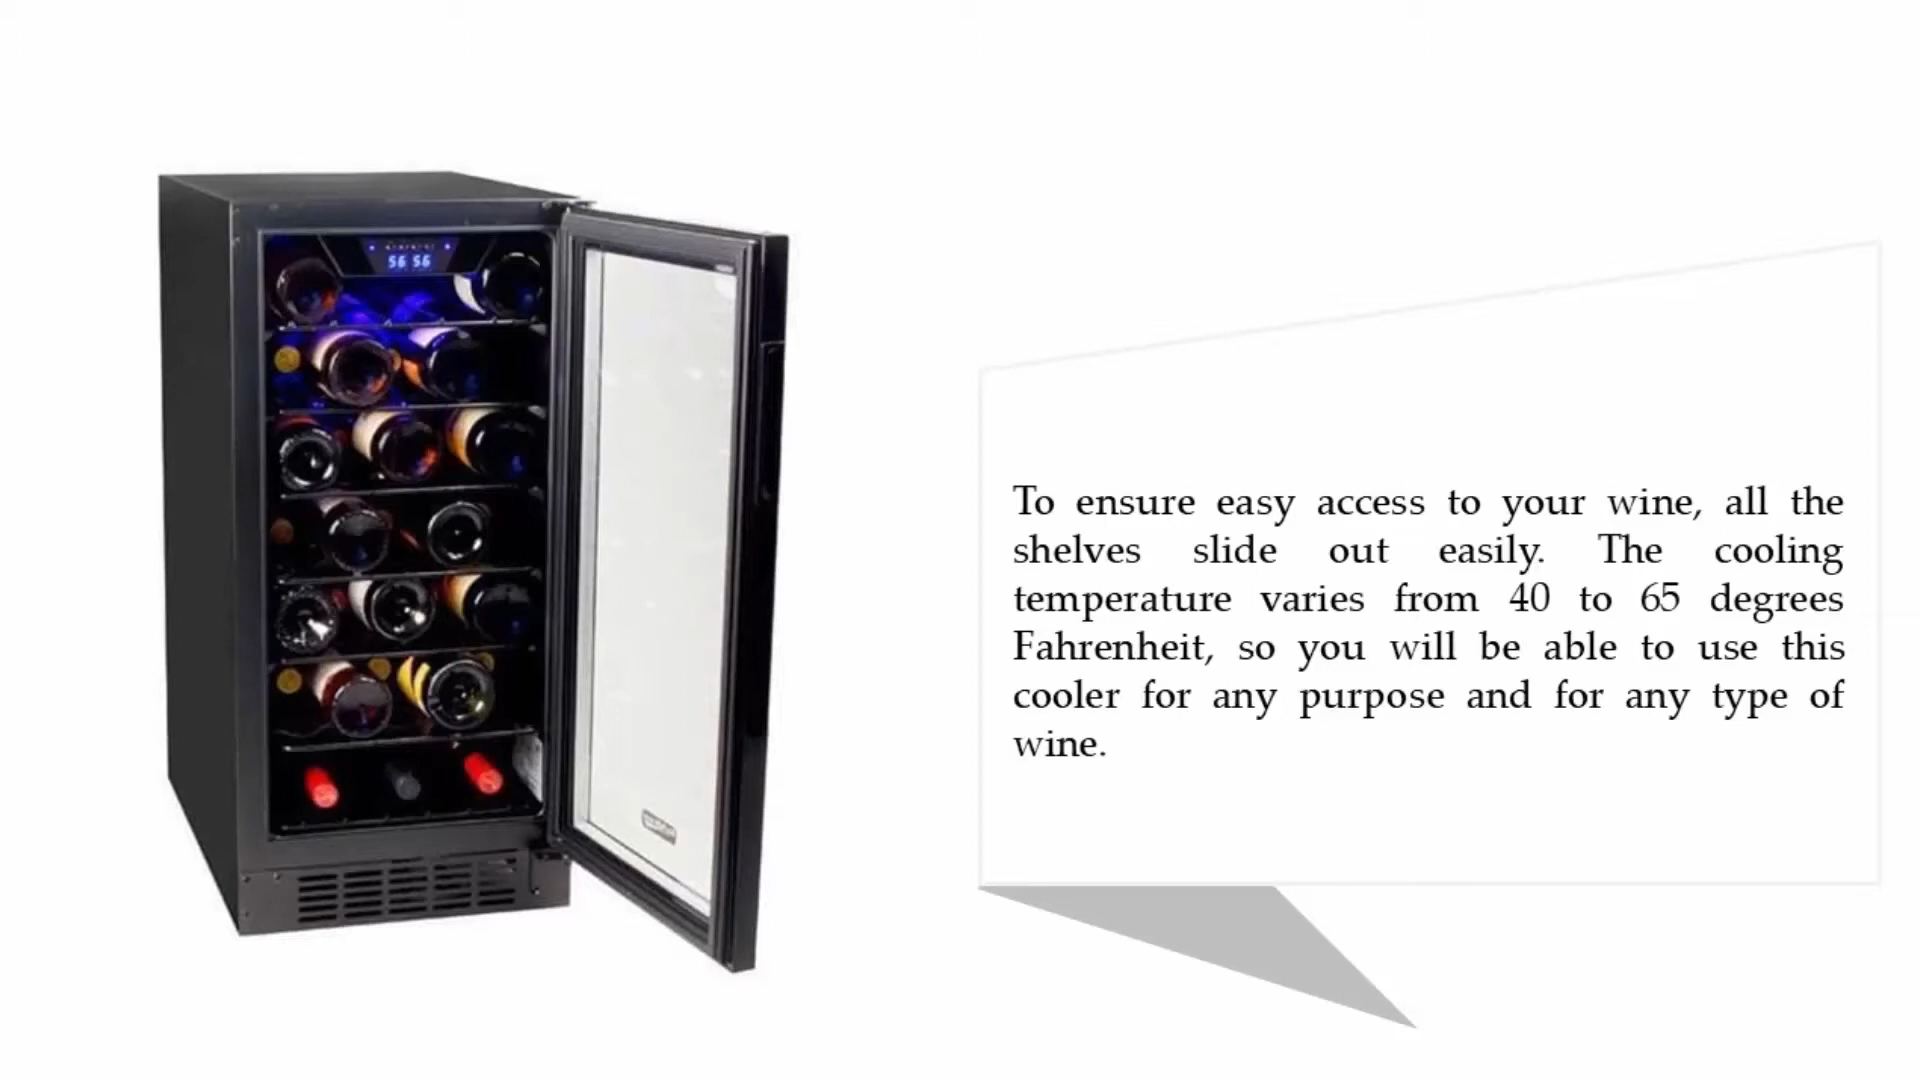 56 56
To ensure easy access to your wine, all the
shelves slide out easily. The cooling
temperature varies from 40 to 65 degrees
Fahrenheit, so you will be able to use this
cooler for any purpose and for any type of
wine.